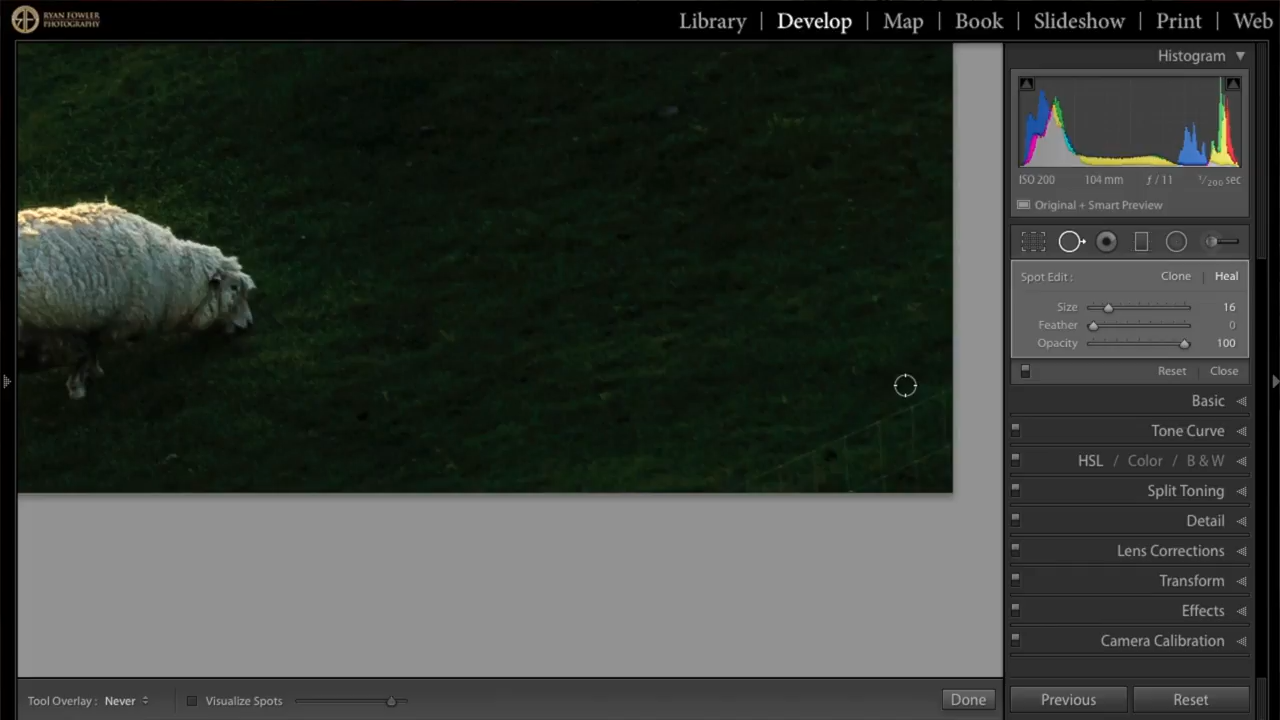 RYAN FOWLER
PHOTOGRAPHY
Library | Develop | Map | Book | Slideshow | Print | Web
Histogram
ISO 200 104 mm ƒ / 11 1/200 sec
Original + Smart Preview
Spot Edit : Clone | Heal
Size 16
Feather 0
Opacity 100
Reset Close
Basic
Tone Curve
HSL / Color / B & W
Split Toning
Detail
Lens Corrections
Transform
Effects
Camera Calibration
Tool Overlay : Never Visualize Spots Done Previous Reset